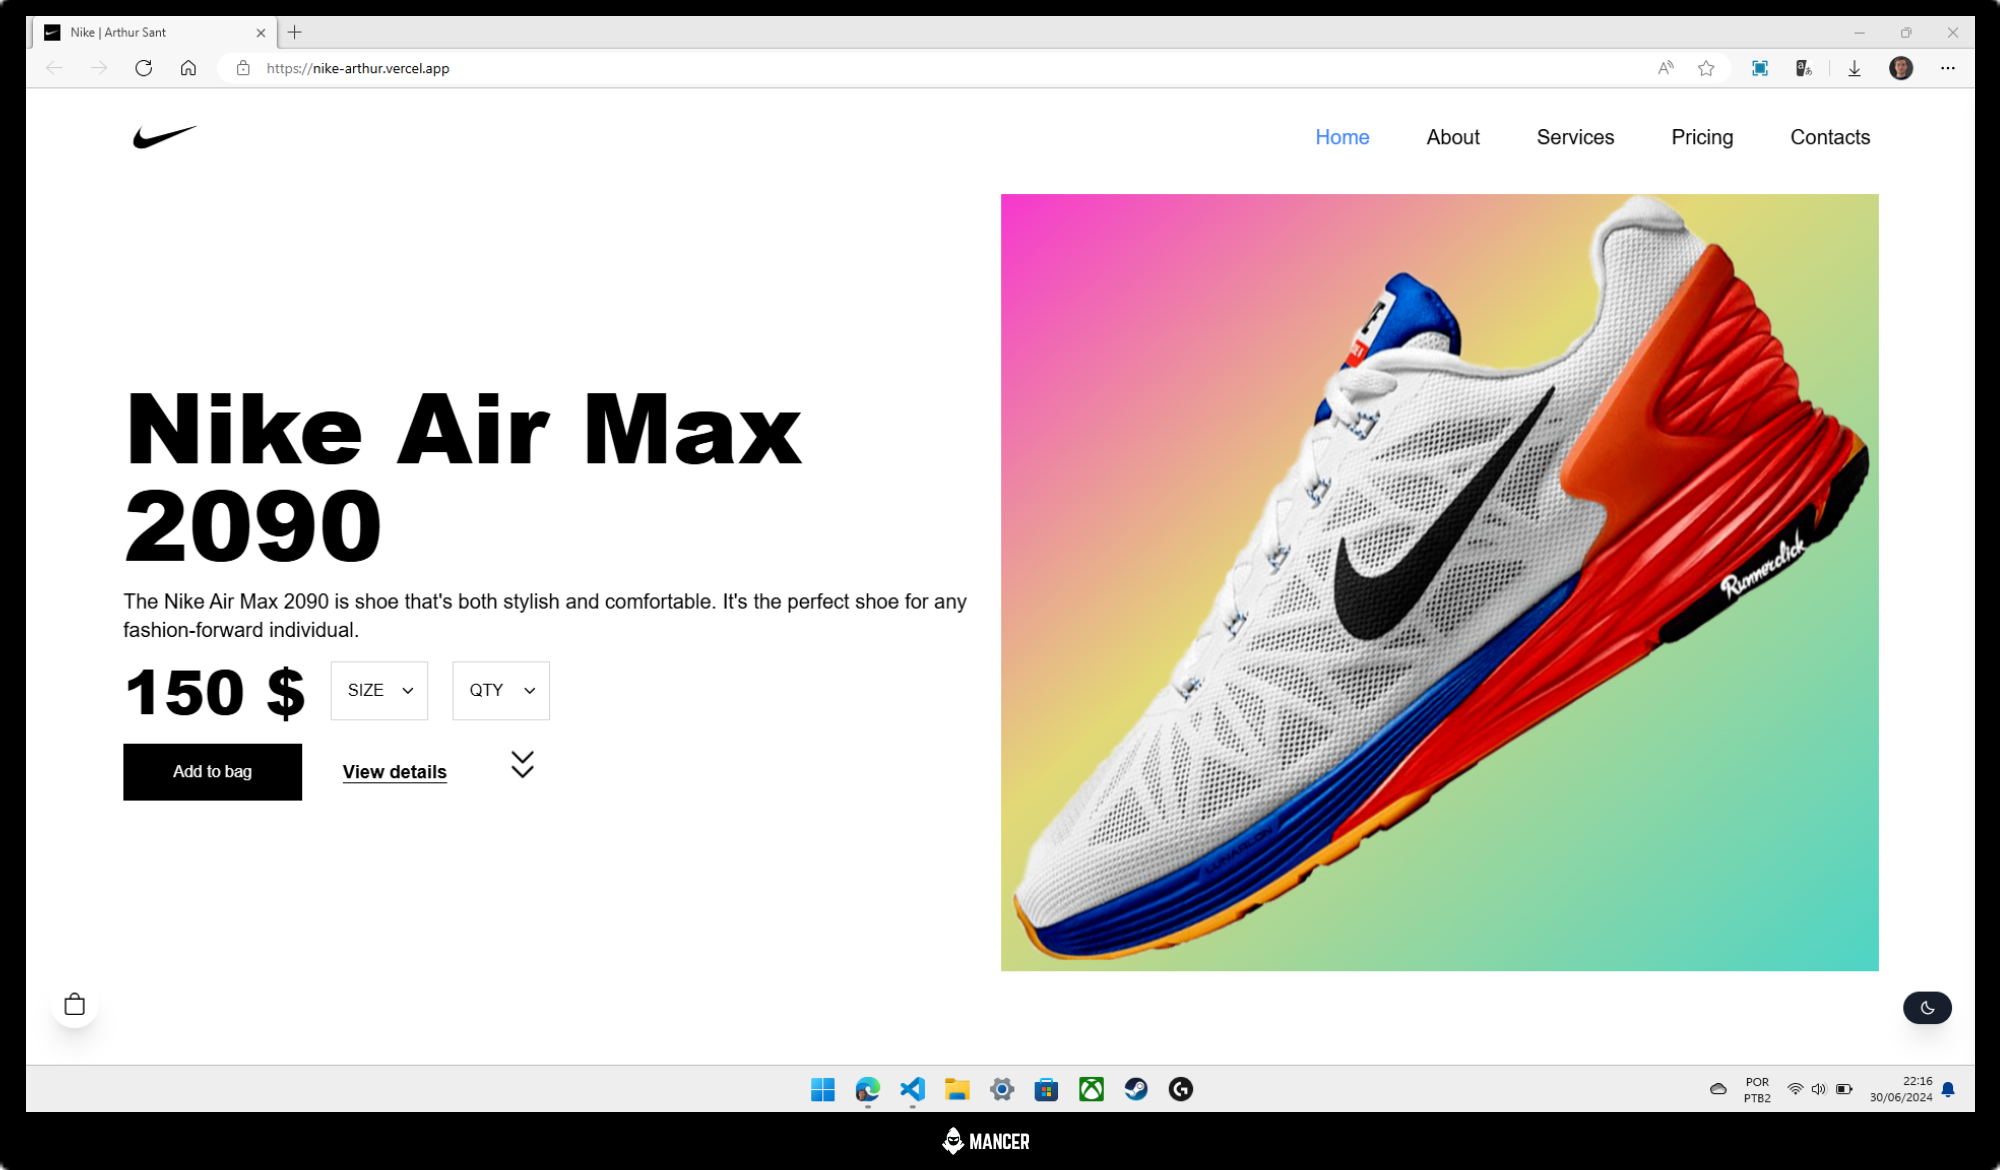 Nike | Arthur Sant
https://nike-arthur.vercel.app
Home About Services Pricing Contacts
Nike Air Max
2090
The Nike Air Max 2090 is shoe that's both stylish and comfortable. It's the perfect shoe for any
fashion-forward individual.
150 $ SIZE QTY
Add to bag View details
Runnerclick
LUNARLON
POR
PTB2
22:16
30/06/2024
MANCER